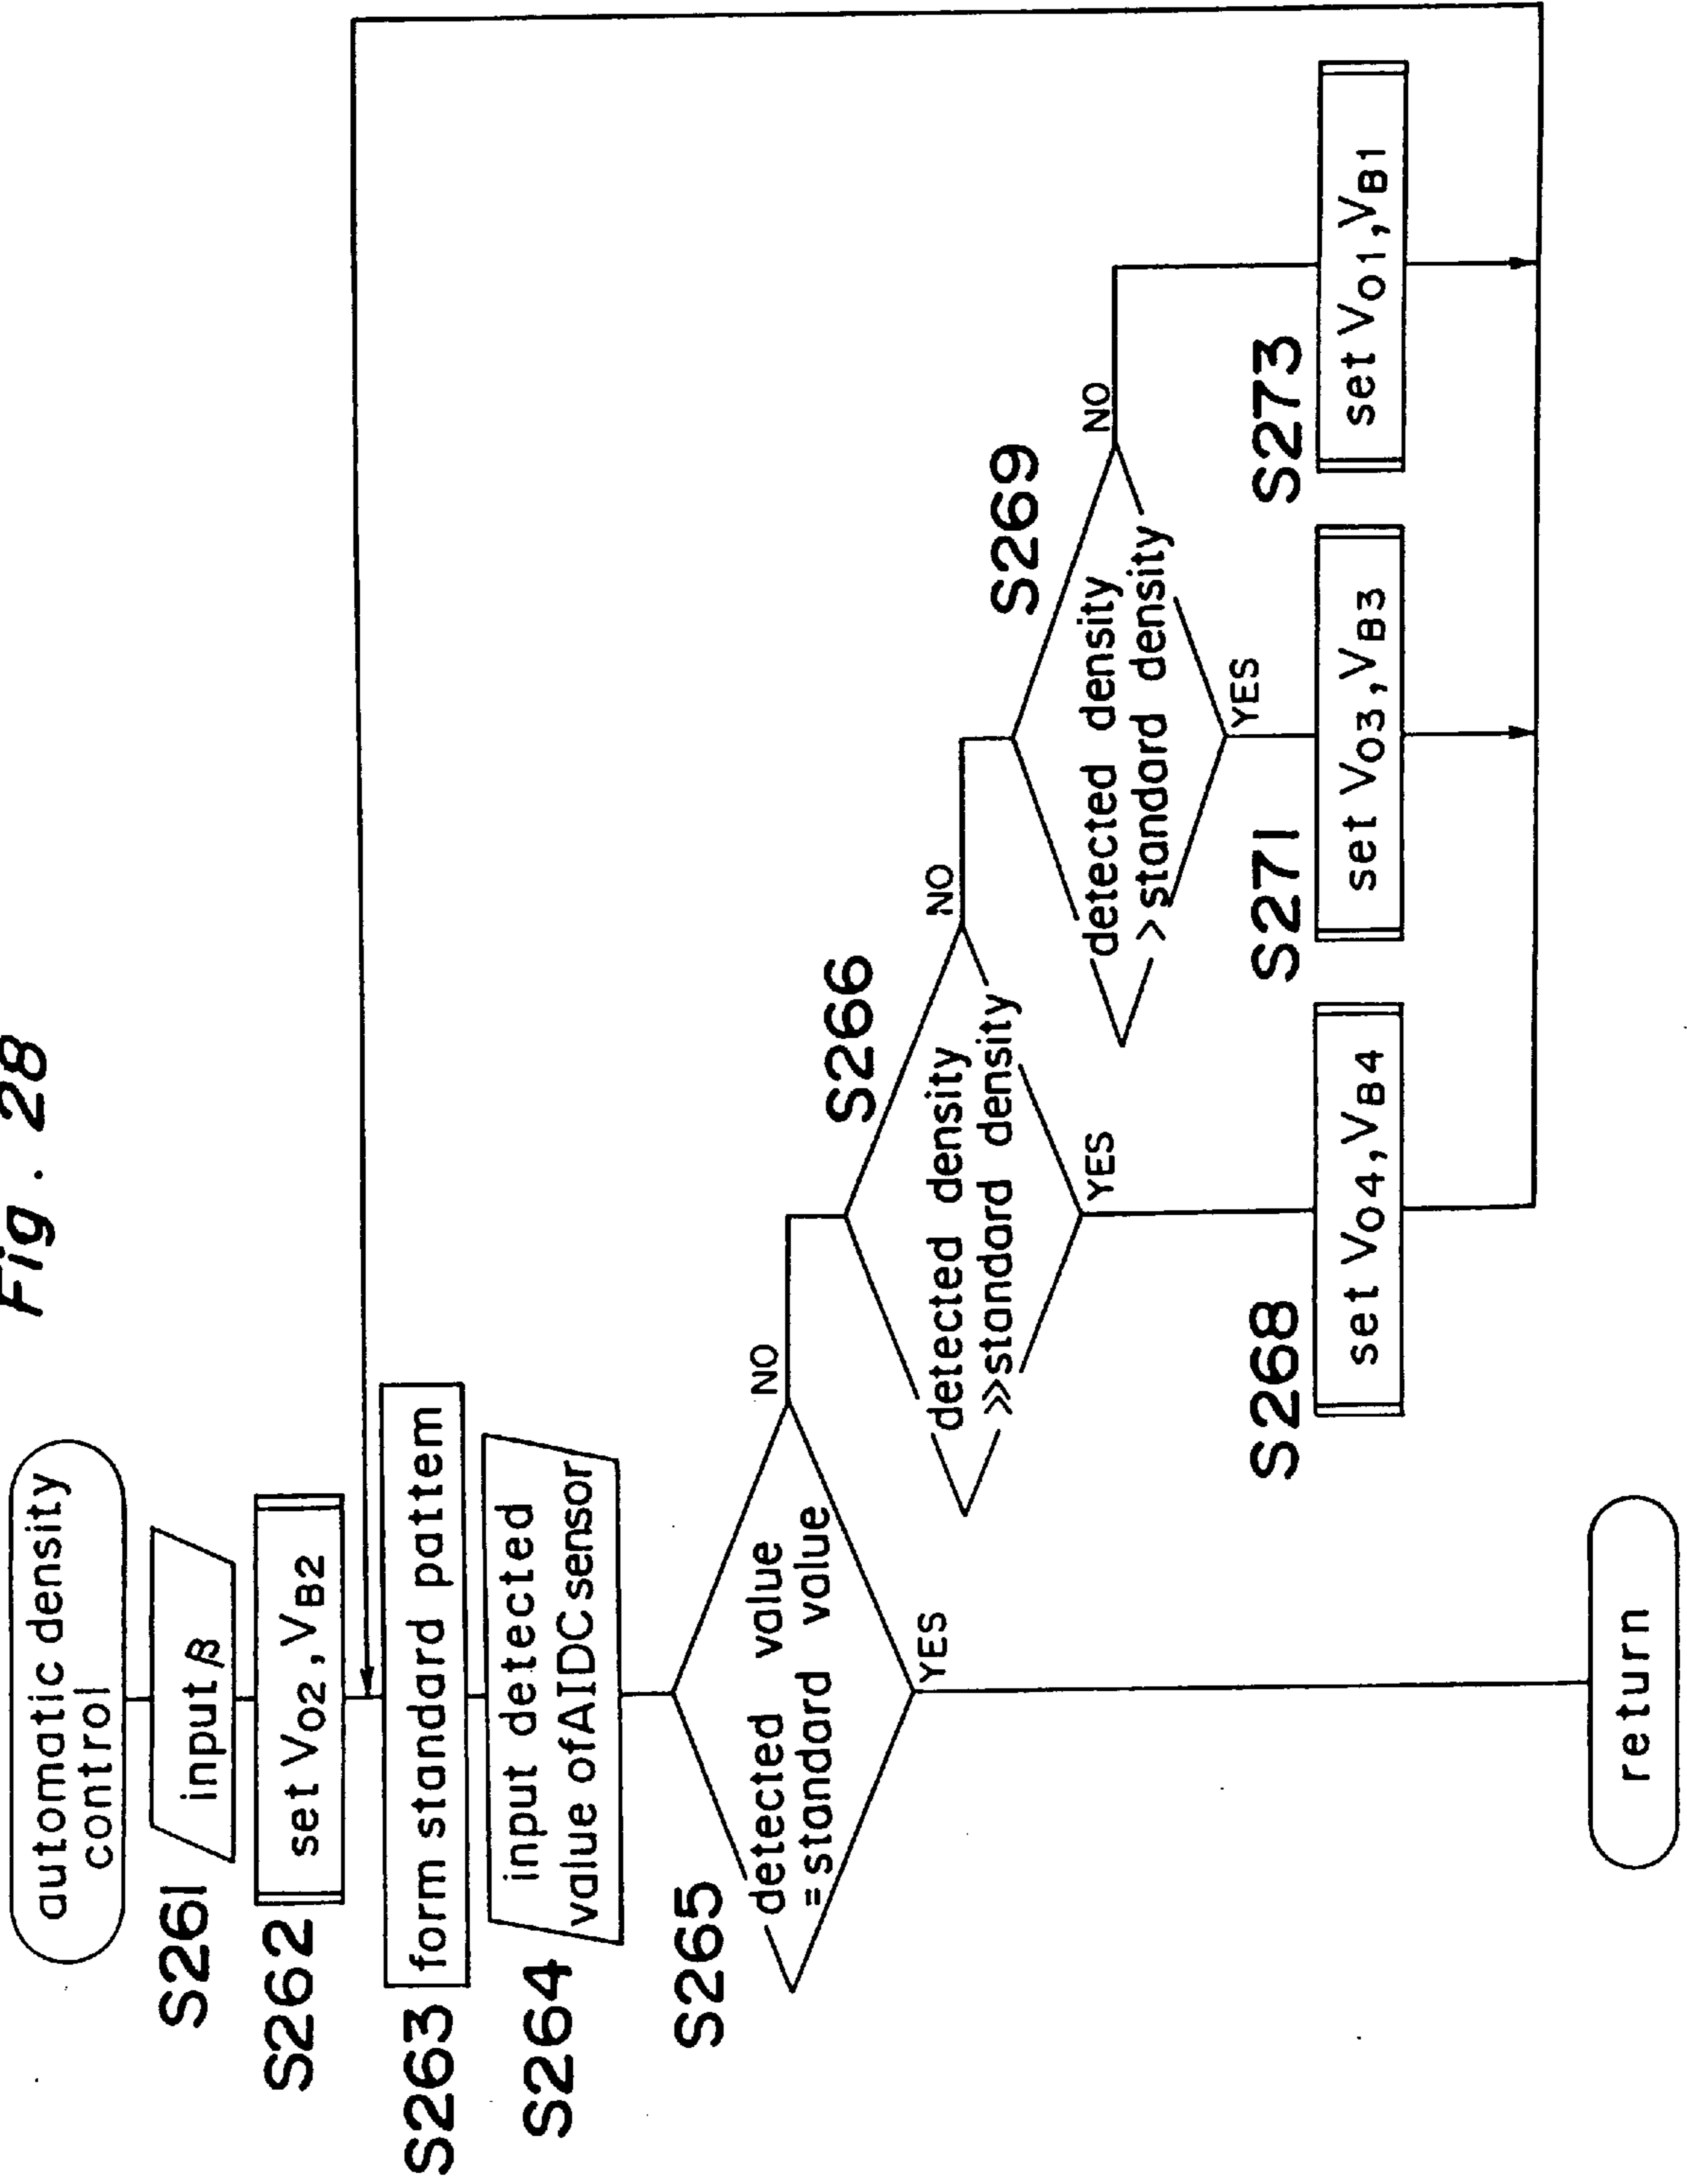 Fig. 28
automatic density
control
S261
input β
S262
set VO2, VB2
S263
form standard pattern
S264
input detected
value of AIDC sensor
S265
detected value
= standard value
NO
YES
S266
detected density
≫standard density
NO
YES
S269
detected density
>standard density
NO
YES
S268
set VO4, VB4
S271
set VO3, VB3
S273
set VO1, VB1
return